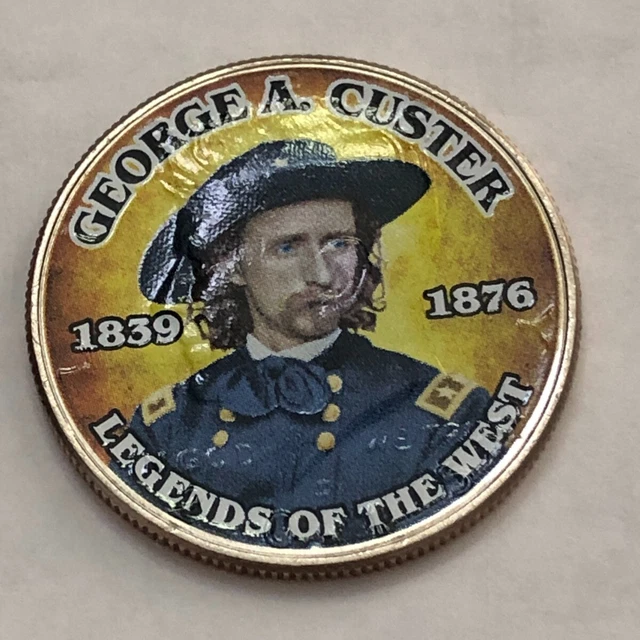 GEORGE A. CUSTER
1839
1876
LEGENDS OF THE WEST